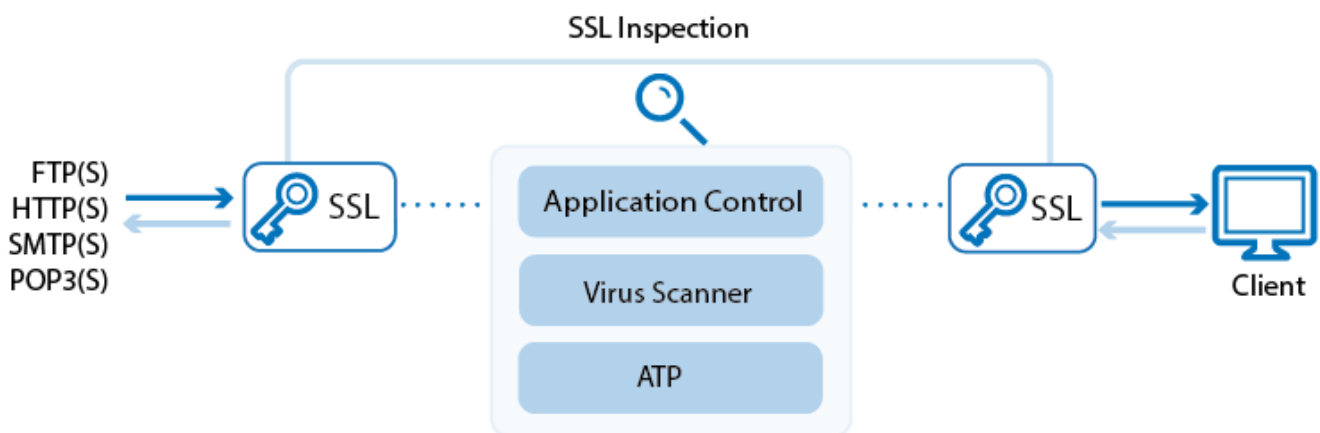 SSL Inspection
FTP(S)
HTTP(S)
SMTP(S)
POP3(S)
SSL
Application Control
Virus Scanner
ATP
SSL
Client